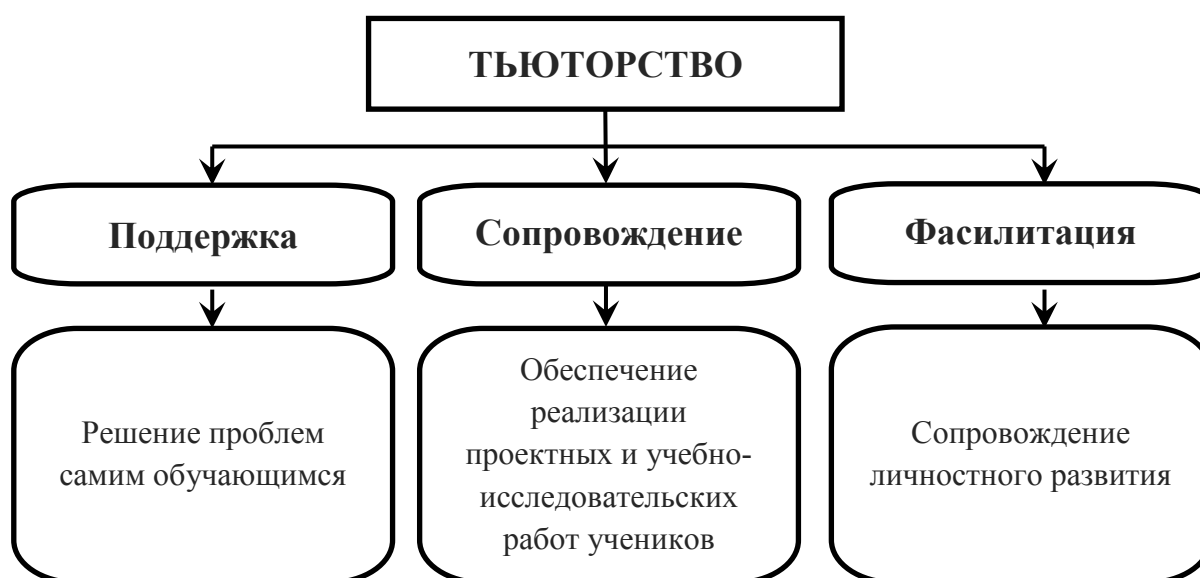 ТЬЮТОРСТВО
Поддержка
Сопровождение
Фасилитация
Решение проблем
самим обучающимся
Обеспечение
реализации
проектных и учебно-
исследовательских
работ учеников
Сопровождение
личностного развития